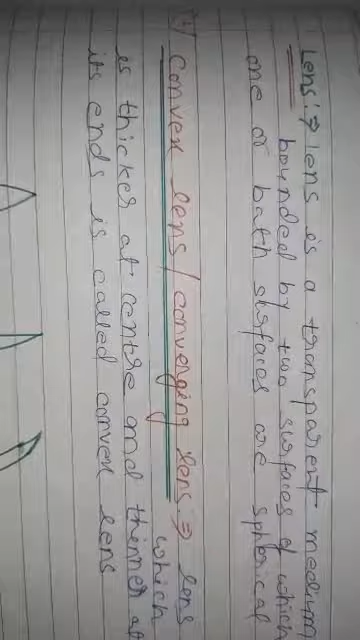 Lens:⇒ Lens is a transparent medium
bounded by two surfaces of which
one or both surfaces are spherical
(1) Convex lens/converging lens:⇒ lens
which
is thicker at centre and thinner at
its ends is called convex lens